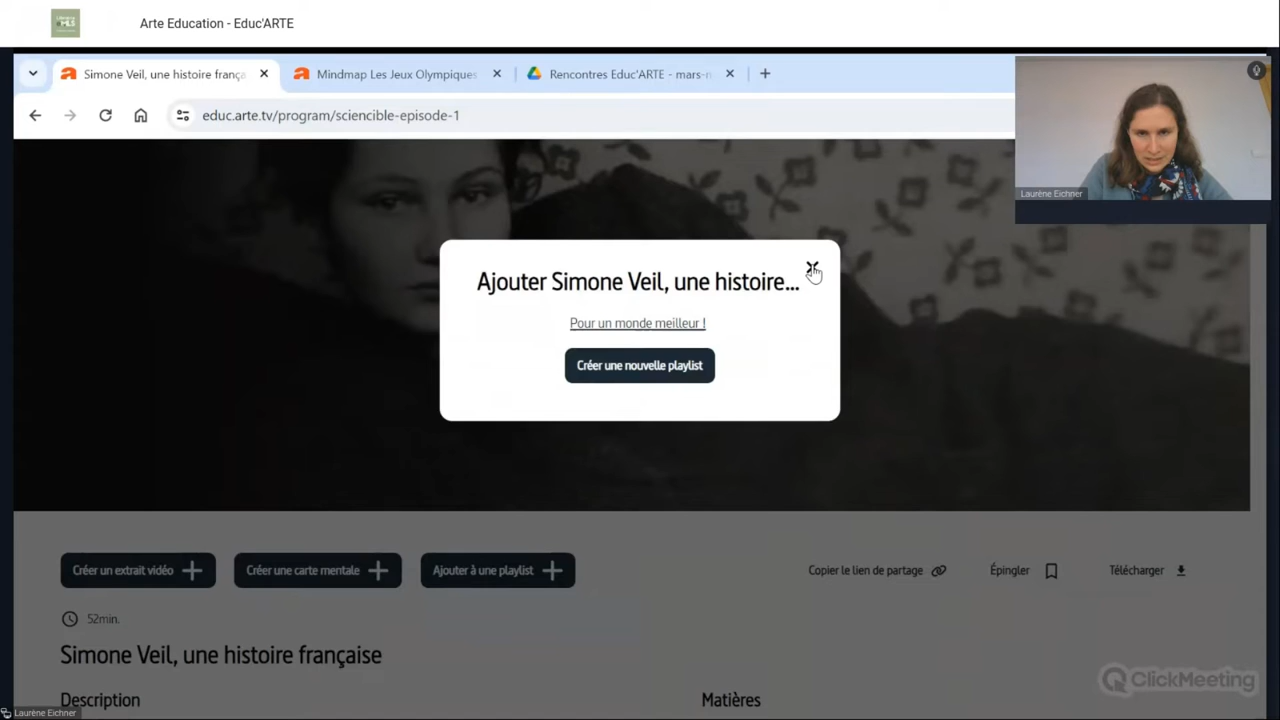 Arte Education - Educ'ARTE
Simone Veil, une histoire frança
Mindmap Les Jeux Olympiques
Rencontres Educ'ARTE - mars-
educ.arte.tv/program/sciencible-episode-1
Laurène Eichner
Ajouter Simone Veil, une histoire...
Pour un monde meilleur !
Créer une nouvelle playlist
Créer un extrait vidéo
Créer une carte mentale
Ajouter à une playlist
Copier le lien de partage
Épingler
Télécharger
52min.
Simone Veil, une histoire française
Description
Matières
ClickMeeting
Laurène Eichner